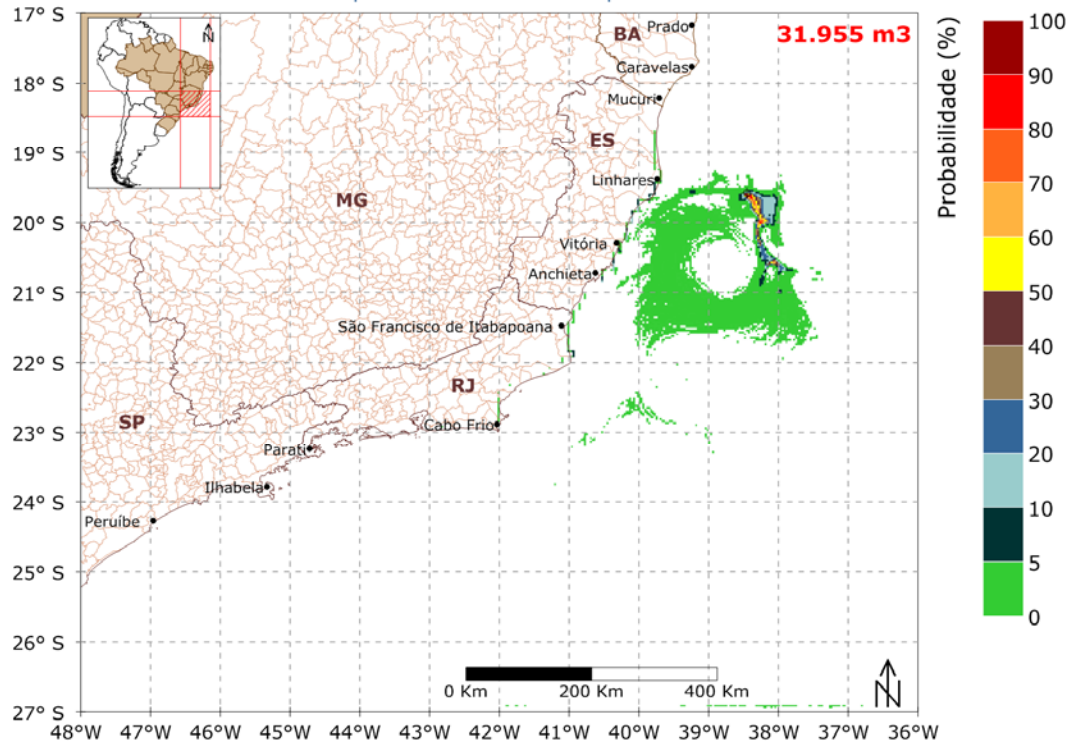 17° S
18° S
19° S
20° S
21° S
22° S
23° S
24° S
25° S
26° S
27° S
N
BA
Prado
31.955 m3
Caravelas
Mucuri
ES
Linhares
MG
Vitória
Anchieta
São Francisco de Itabapoana
RJ
SP
Cabo Frio
Parati
Ilhabela
Peruíbe
0 Km 200 Km 400 Km
N
48W 47°W 46°W 45°W 44°W 43°W 42°W 41°W 40°W 39°W 38°W 37°W 36W
Probabilidade (%)
100
90
80
70
60
50
40
30
20
10
5
0